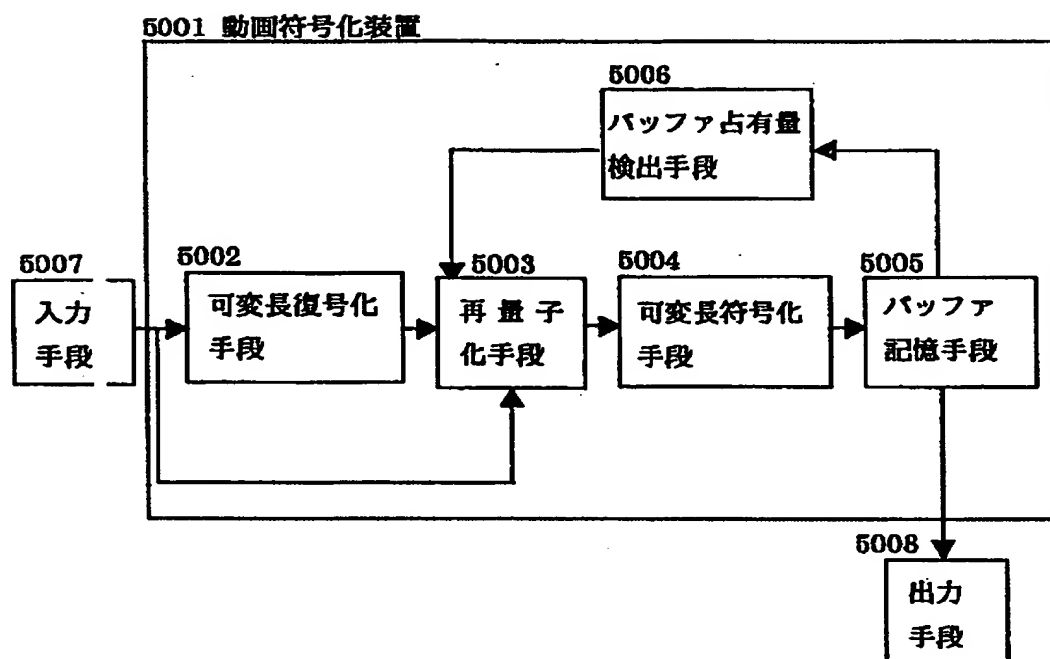 5001 動画符号化装置
5006
バッファ占有量
検出手段
5007
入力
手段
5002
可変長復号化
手段
5003
再量子
化手段
5004
可変長符号化
手段
5005
バッファ
記憶手段
5008
出力
手段